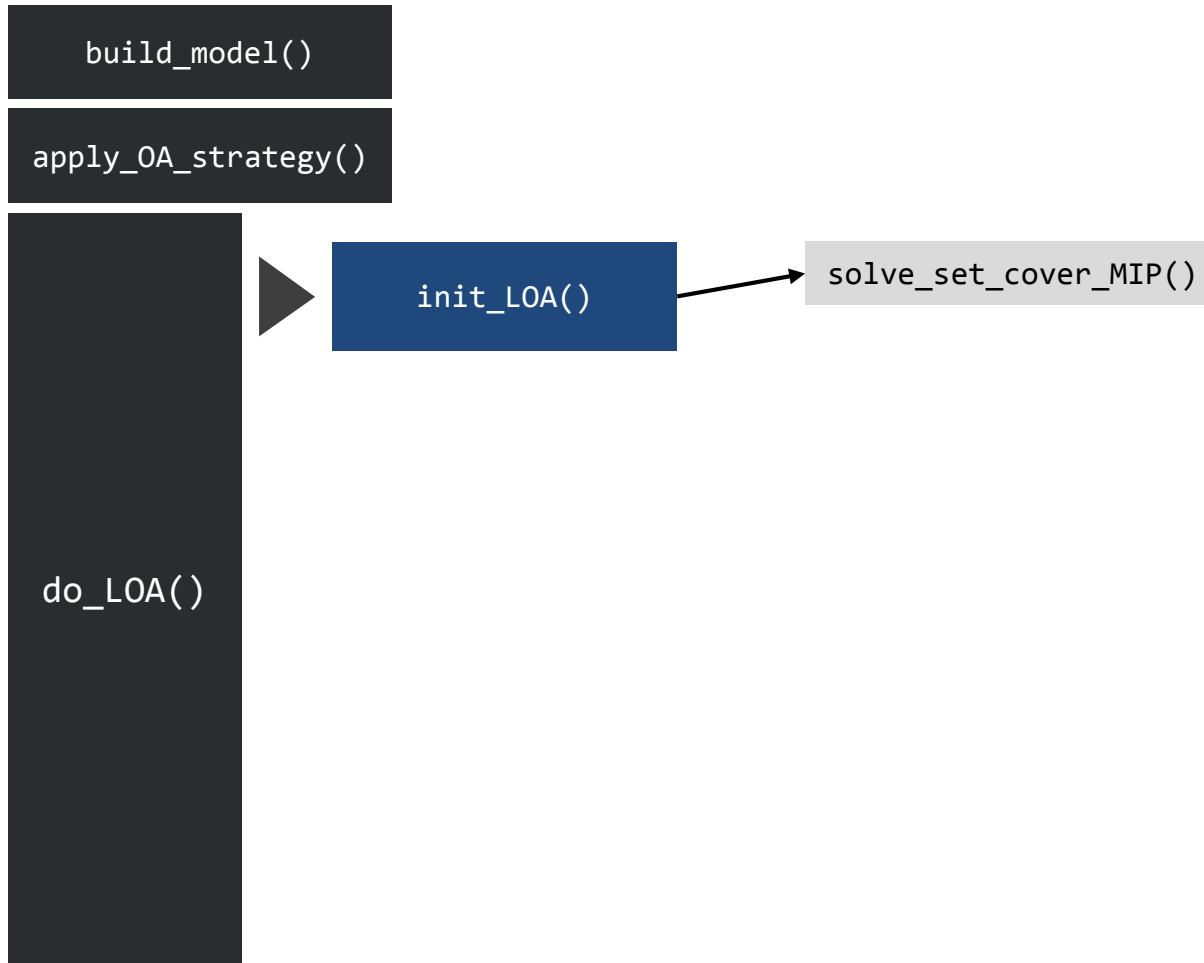 build_model()
apply_OA_strategy()
init_LOA()
solve_set_cover_MIP()
do_LOA()